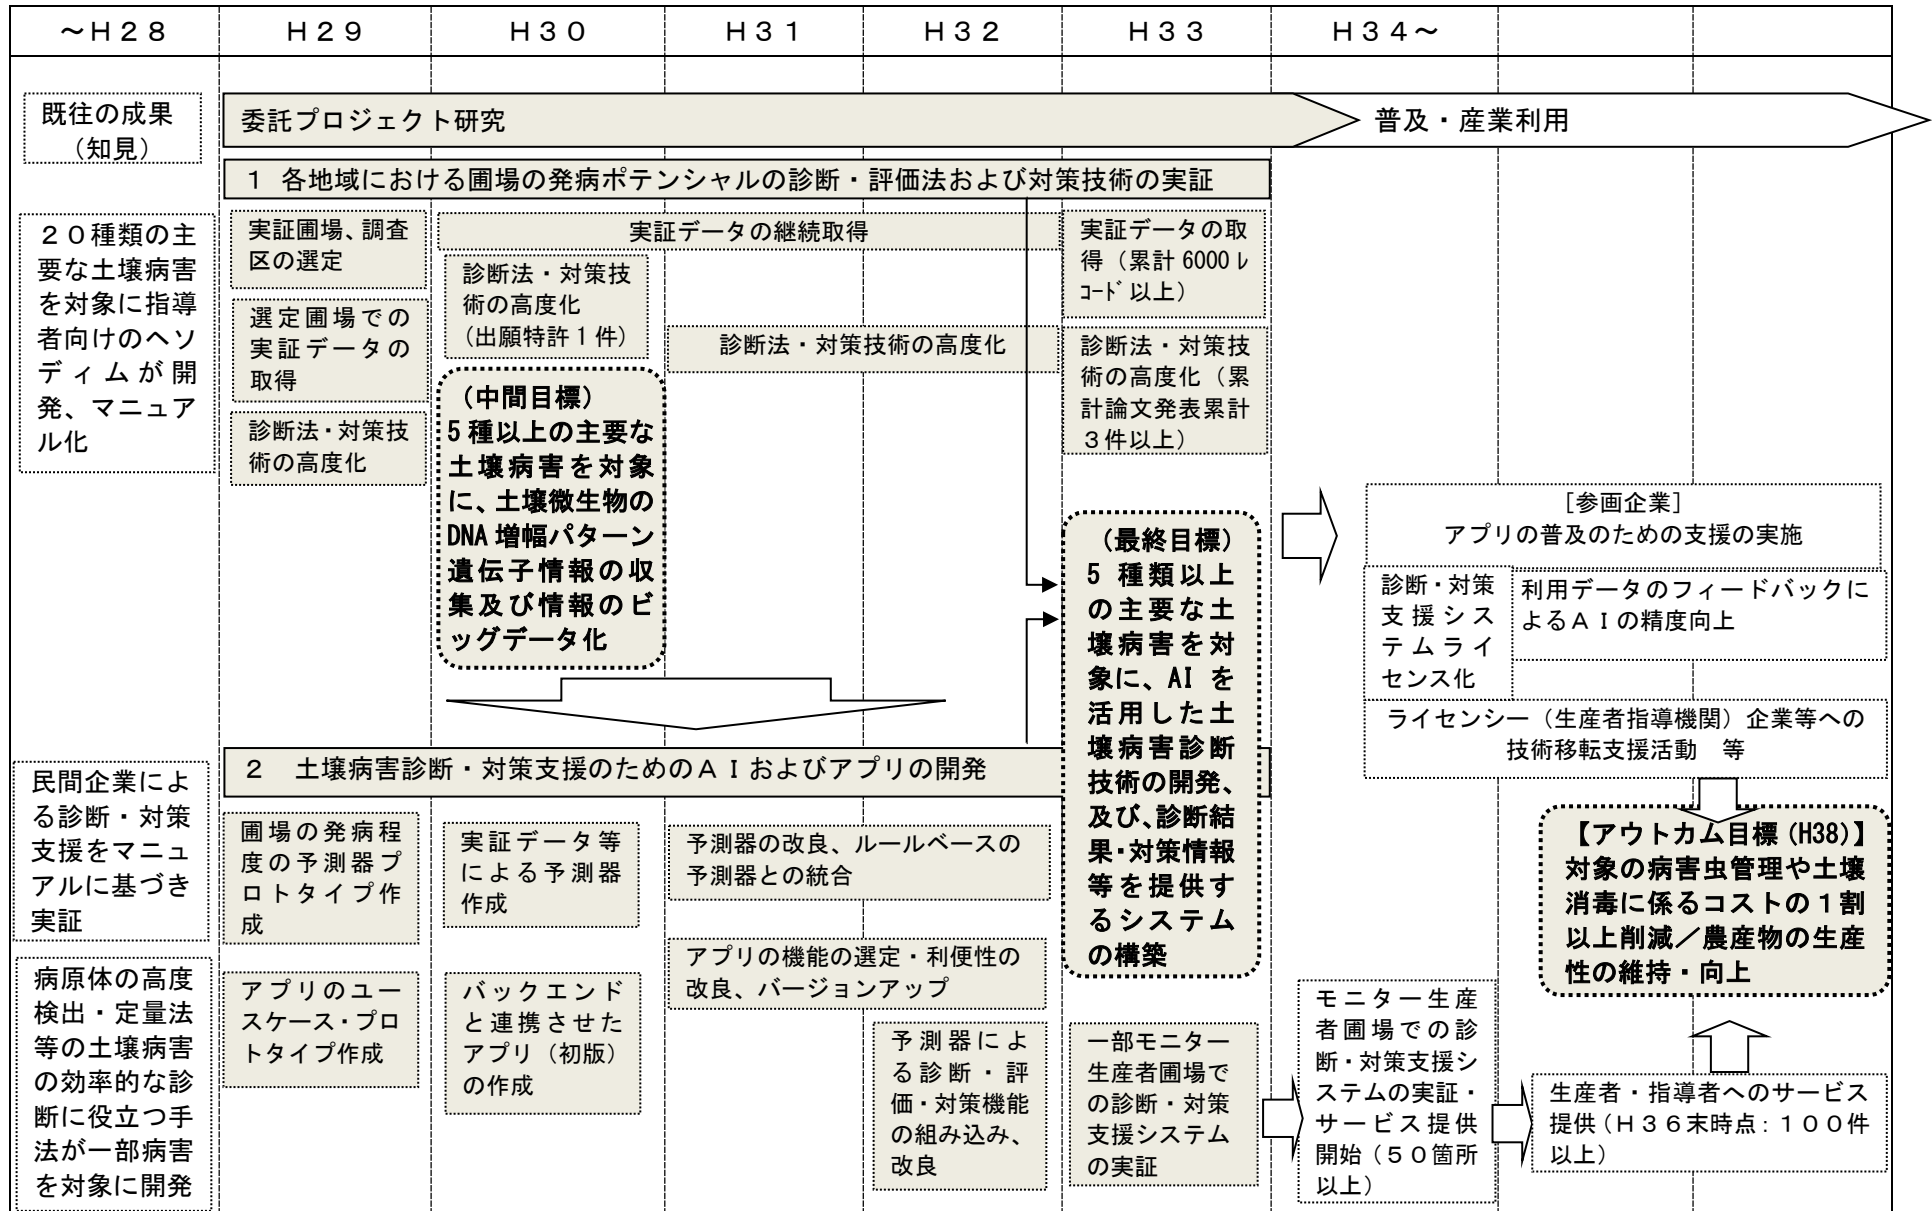 ～Ｈ２８
Ｈ２９
Ｈ３０
Ｈ３１
Ｈ３２
Ｈ３３
Ｈ３４～
既往の成果
（知見）
委託プロジェクト研究
普及・産業利用
１ 各地域における圃場の発病ポテンシャルの診断・評価法および対策技術の実証
２０種類の主
要な土壌病害
を対象に指導
者向けのヘソ
ディムが開
発、マニュア
ル化
実証圃場、調査
区の選定
選定圃場での
実証データの
取得
診断法・対策技
術の高度化
実証データの継続取得
診断法・対策技
術の高度化
（出願特許１件）
診断法・対策技術の高度化
実証データの取
得（累計 6000 ﾚ
ｺｰﾄﾞ以上）
診断法・対策技
術の高度化（累
計論文発表累計
３件以上）
（中間目標）
5 種以上の主要な
土壌病害を対象
に、土壌微生物の
DNA 増幅パターン
遺伝子情報の収
集及び情報のビ
ッグデータ化
（最終目標）
5 種類以上
の主要な土
壌病害を対
象に、AI を
活用した土
壌病害診断
技術の開発、
及び、診断結
果・対策情報
等を提供す
るシステム
の構築
［参画企業］
アプリの普及のための支援の実施
診断・対策
支援シス
テムライ
センス化
利用データのフィードバックに
よるＡＩの精度向上
ライセンシー（生産者指導機関）企業等への
技術移転支援活動　等
２　土壌病害診断・対策支援のためのＡＩおよびアプリの開発
民間企業によ
る診断・対策
支援をマニュ
アルに基づき
実証
病原体の高度
検出・定量法
等の土壌病害
の効率的な診
断に役立つ手
法が一部病害
を対象に開発
圃場の発病程
度の予測器プ
ロトタイプ作
成
アプリのユー
スケース・プロ
トタイプ作成
実証データ等
による予測器
作成
バックエンド
と連携させた
アプリ（初版）
の作成
予測器の改良、ルールベースの
予測器との統合
アプリの機能の選定・利便性の
改良、バージョンアップ
予測器によ
る診断・評
価・対策機能
の組み込み、
改良
一部モニター
生産者圃場で
の診断・対策
支援システム
の実証
モニター生産
者圃場での診
断・対策支援シ
ステムの実証・
サービス提供
開始（５０箇所
以上）
【アウトカム目標(H38)】
対象の病害虫管理や土壌
消毒に係るコストの１割
以上削減／農産物の生産
性の維持・向上
生産者・指導者へのサービス
提供（Ｈ３６末時点：１００件
以上）